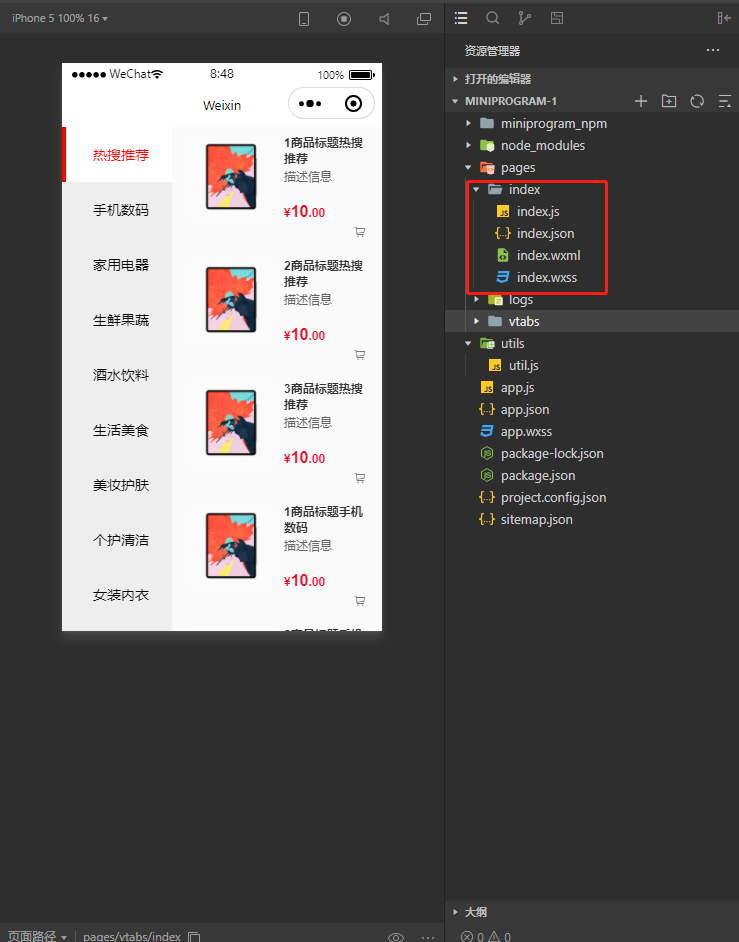 iPhone 5 100% 16
WeChat
8:48
100%
Weixin
热搜推荐
手机数码
家用电器
生鲜果蔬
酒水饮料
生活美食
美妆护肤
个护清洁
女装内衣
1商品标题热搜
推荐
描述信息
¥10.00
2商品标题热搜
推荐
描述信息
¥10.00
3商品标题热搜
推荐
描述信息
¥10.00
1商品标题手机
数码
描述信息
¥10.00
页面路径
pages/vtabs/index
资源管理器
打开的编辑器
MINIPROGRAM-1
miniprogram_npm
node_modules
pages
index
JS index.js
{..} index.json
index.wxml
index.wxss
logs
vtabs
utils
JS util.js
JS app.js
{..} app.json
app.wxss
package-lock.json
package.json
{..} project.config.json
{..} sitemap.json
大纲
0 0